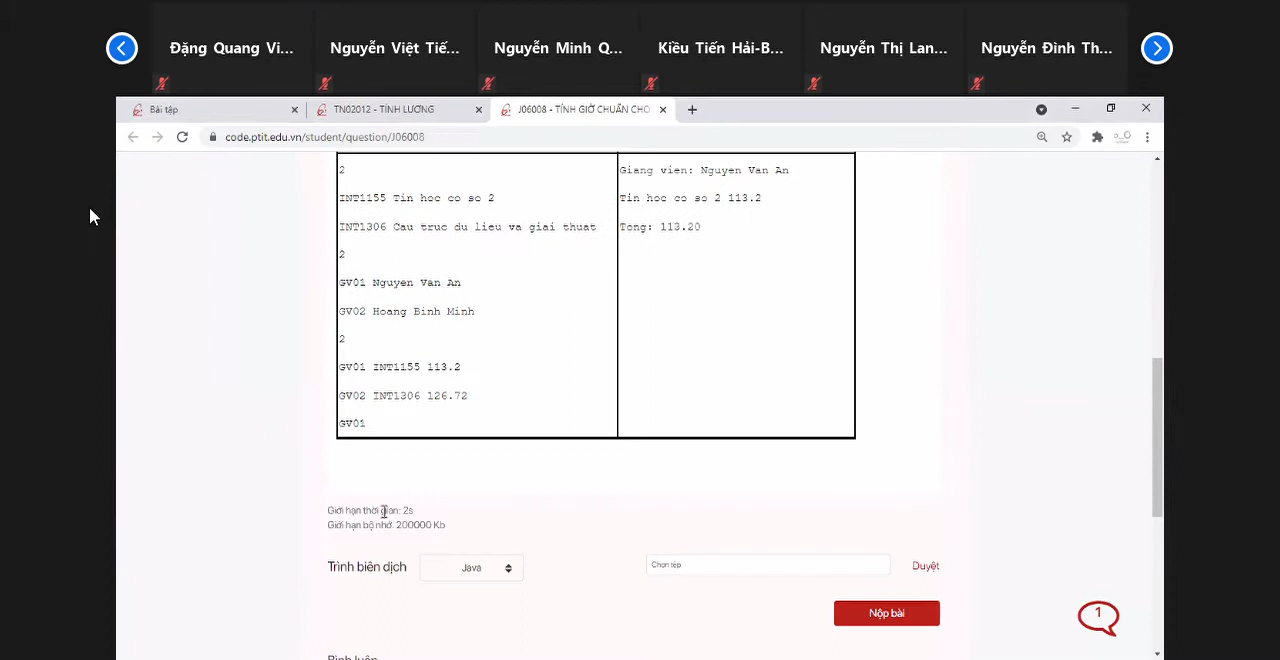 Đặng Quang Vi...
Nguyễn Việt Tiế...
Nguyễn Minh Q...
Kiều Tiến Hải-B...
Nguyễn Thị Lan...
Nguyễn Đình Th...
Bài tập
TN02012 - TÍNH LƯƠNG
J06008 - TÍNH GIỜ CHUẨN CHO
code.ptit.edu.vn/student/question/J06008
2
INT1155 Tin hoc co so 2
INT1306 Cau truc du lieu va giai thuat
2
GV01 Nguyen Van An
GV02 Hoang Binh Minh
2
GV01 INT1155 113.2
GV02 INT1306 126.72
GV01
Giang vien: Nguyen Van An
Tin hoc co so 2 113.2
Tong: 113.20
Giới hạn thời gian: 2s
Giới hạn bộ nhớ: 200000 Kb
Trình biên dịch
Java
Chọn tệp
Duyệt
Nộp bài
1
Bình luận